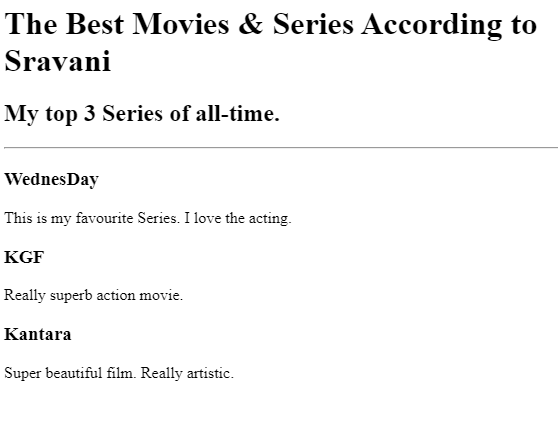 The Best Movies & Series According to
Sravani
My top 3 Series of all-time.
WednesDay
This is my favourite Series. I love the acting.
KGF
Really superb action movie.
Kantara
Super beautiful film. Really artistic.